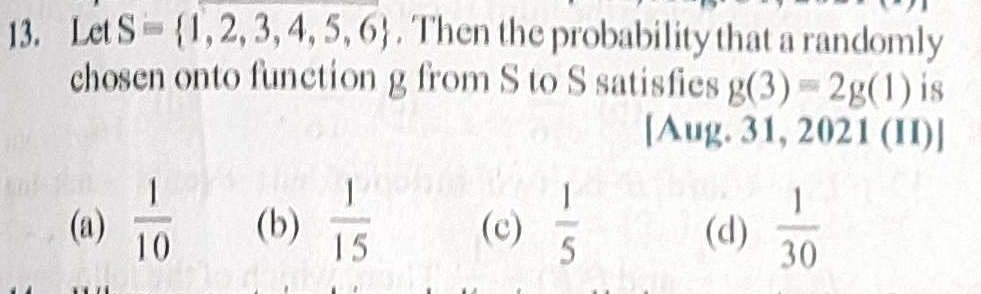 13. Let S = {1, 2, 3, 4, 5, 6}. Then the probability that a randomly
chosen onto function g from S to S satisfies g(3) = 2g(1) is
[Aug. 31, 2021 (II)]
(a) 1/10 (b) 1/15 (c) 1/5 (d) 1/30